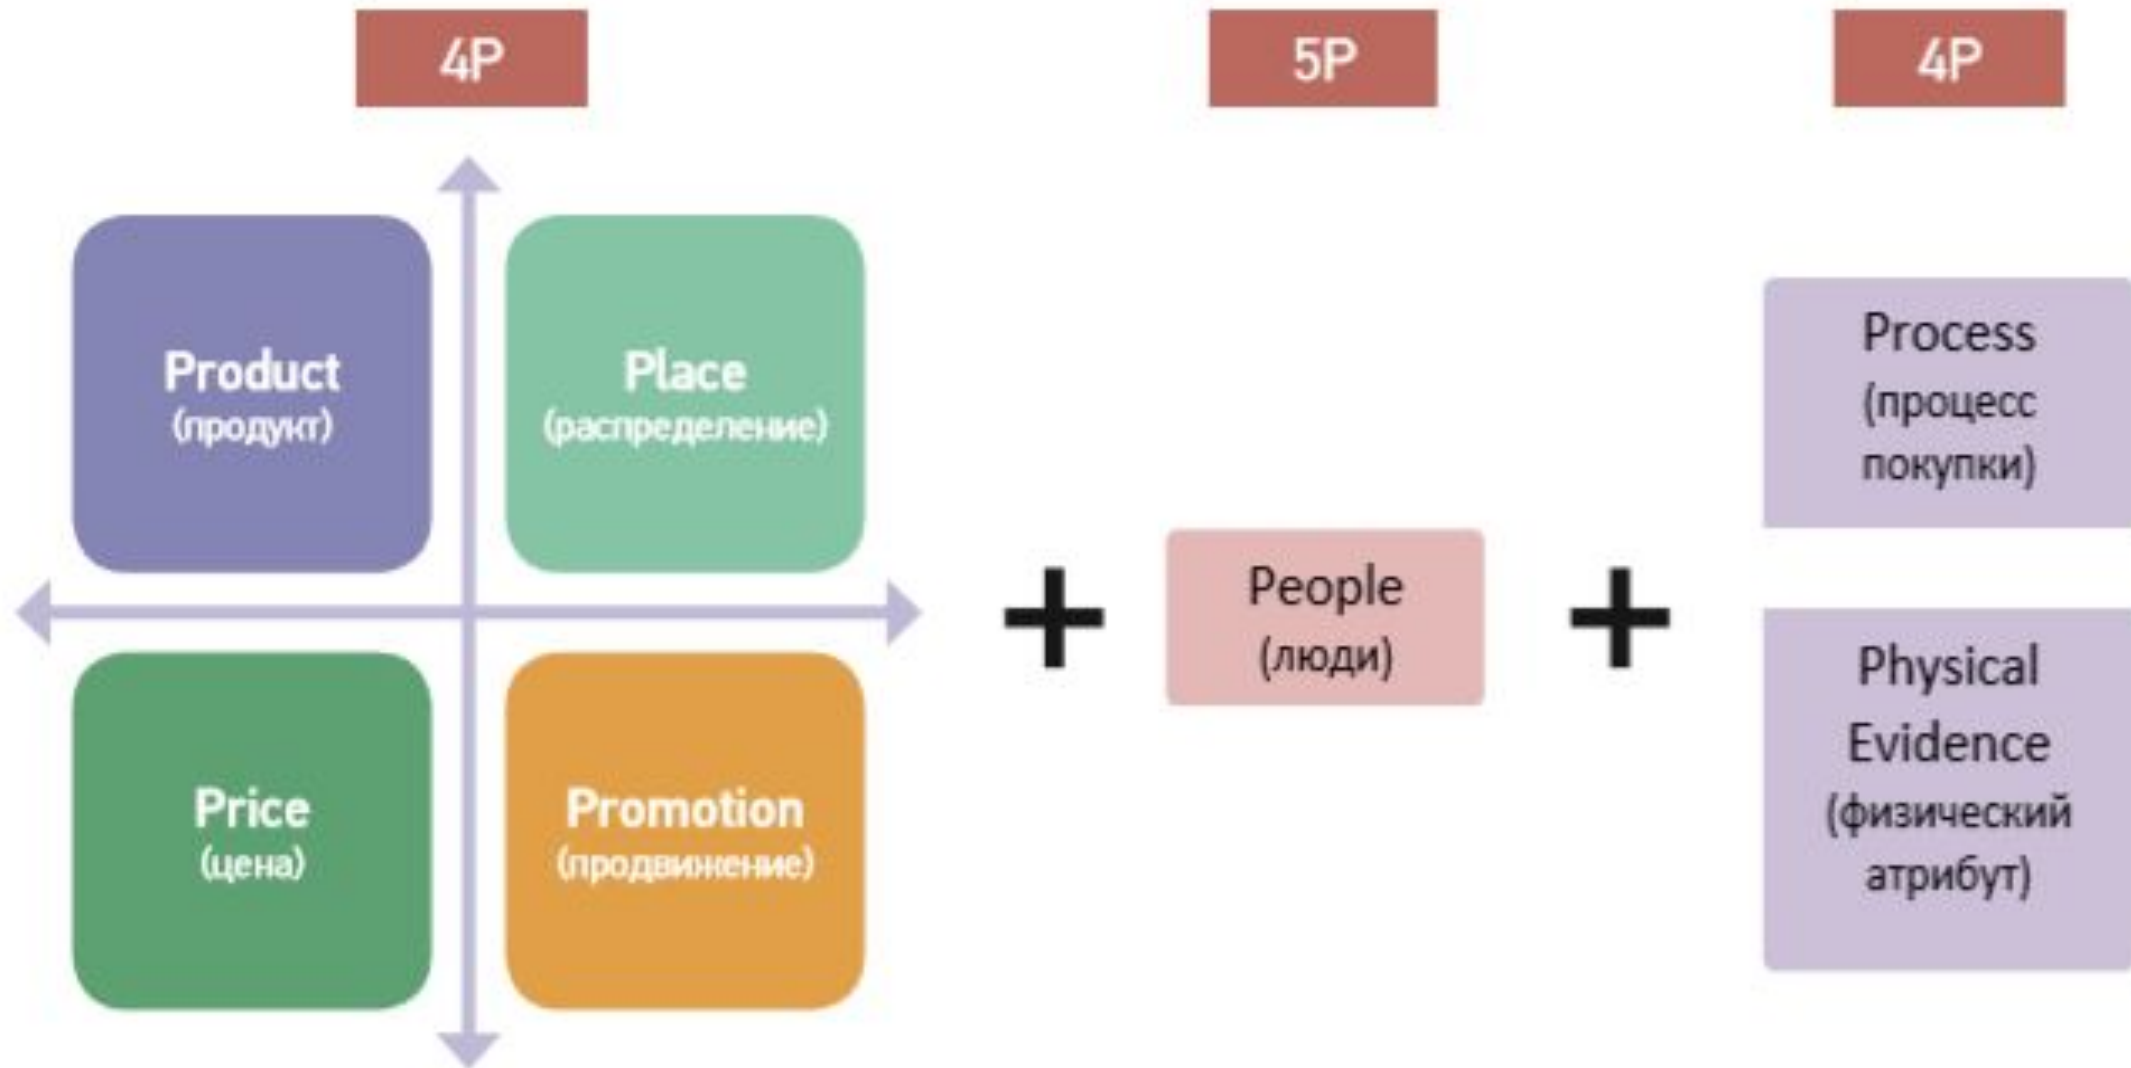 4P
5P
4P
Product
(продукт)
Place
(распределение)
Price
(цена)
Promotion
(продвижение)
+
People
(люди)
+
Process
(процесс
покупки)
Physical
Evidence
(физический
атрибут)